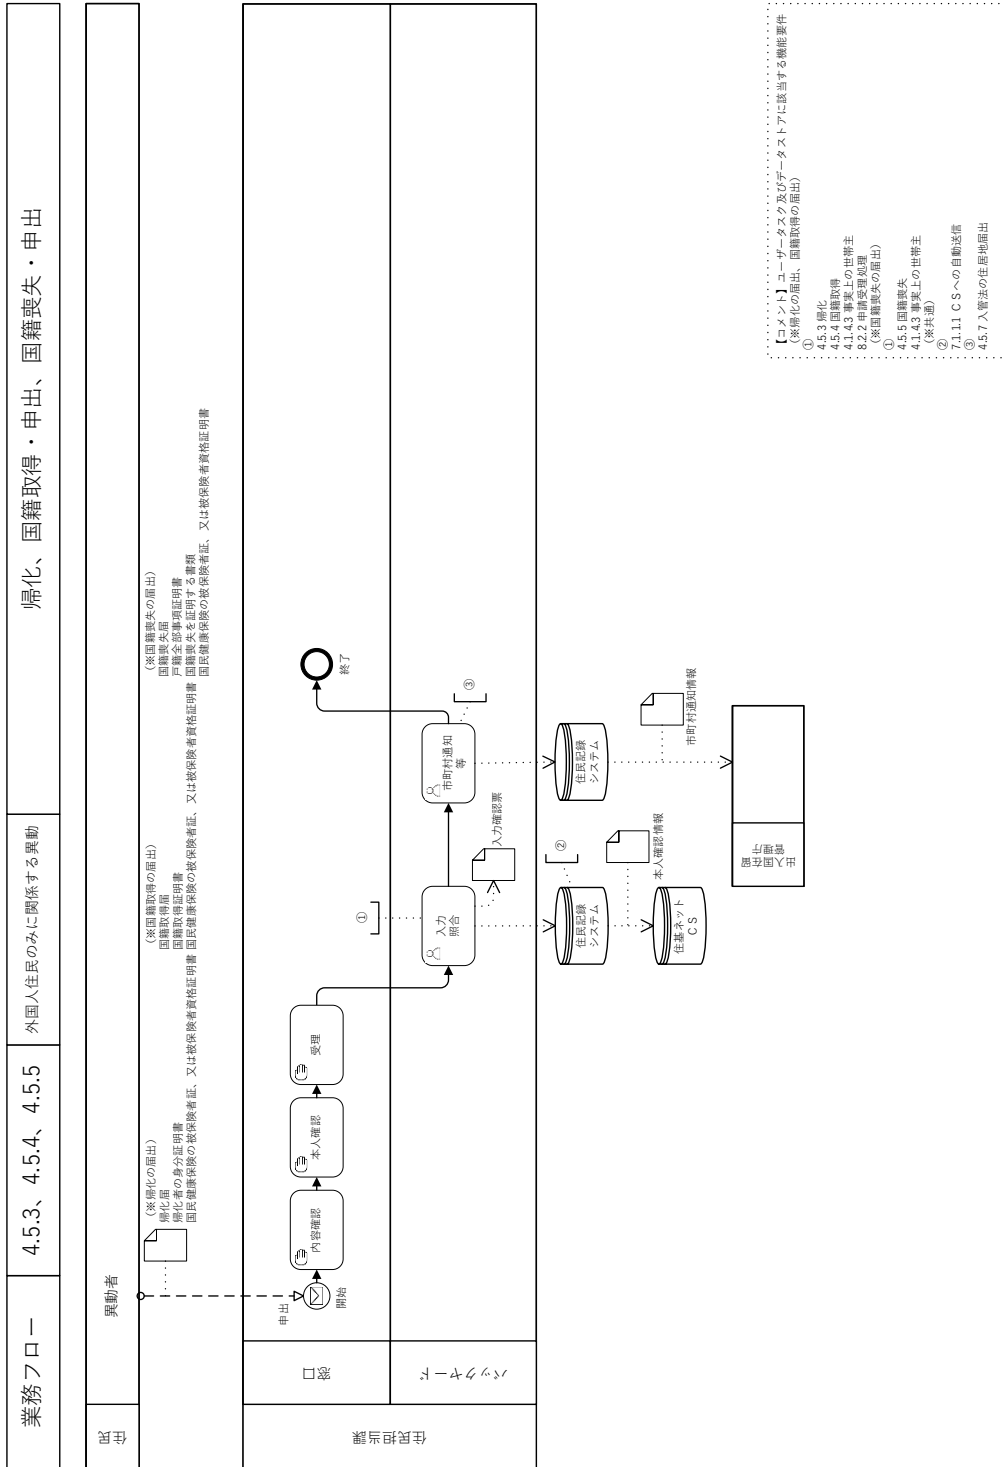 業務フロー
4.5.3、4.5.4、4.5.5
外国人住民のみに関係する異動
帰化、国籍取得・申出、国籍喪失・申出
住民
異動者
(※帰化の届出)
帰化届
帰化者の身分証明書
国民健康保険の被保険者証、又は被保険者資格証明書
(※国籍取得の届出)
国籍取得届
国籍取得証明書
国民健康保険の被保険者証、又は被保険者資格証明書
(※国籍喪失の届出)
国籍喪失届
戸籍全部事項証明書
国籍喪失を証明する書類
国民健康保険の被保険者証、又は被保険者資格証明書
住民担当課
窓口
申出
開始
内容確認
本人確認
受理
終了
バックヤード
①
入力
照合
入力確認票
市町村通知
等
③
住民記録
システム
②
本人確認情報
住基ネット
CS
住民記録
システム
市町村通知情報
出入国在留
管理庁
【コメント】ユーザータスク及びデータストアに該当する機能要件
(※帰化の届出、国籍取得の届出)
①
4.5.3 帰化
4.5.4 国籍取得
4.1.4.3 事実上の世帯主
8.2.2 申請受理処理
(※国籍喪失の届出)
①
4.5.5 国籍喪失
4.1.4.3 事実上の世帯主
(※共通)
②
7.1.1.1 CSへの自動送信
③
4.5.7 入管法の住居地届出